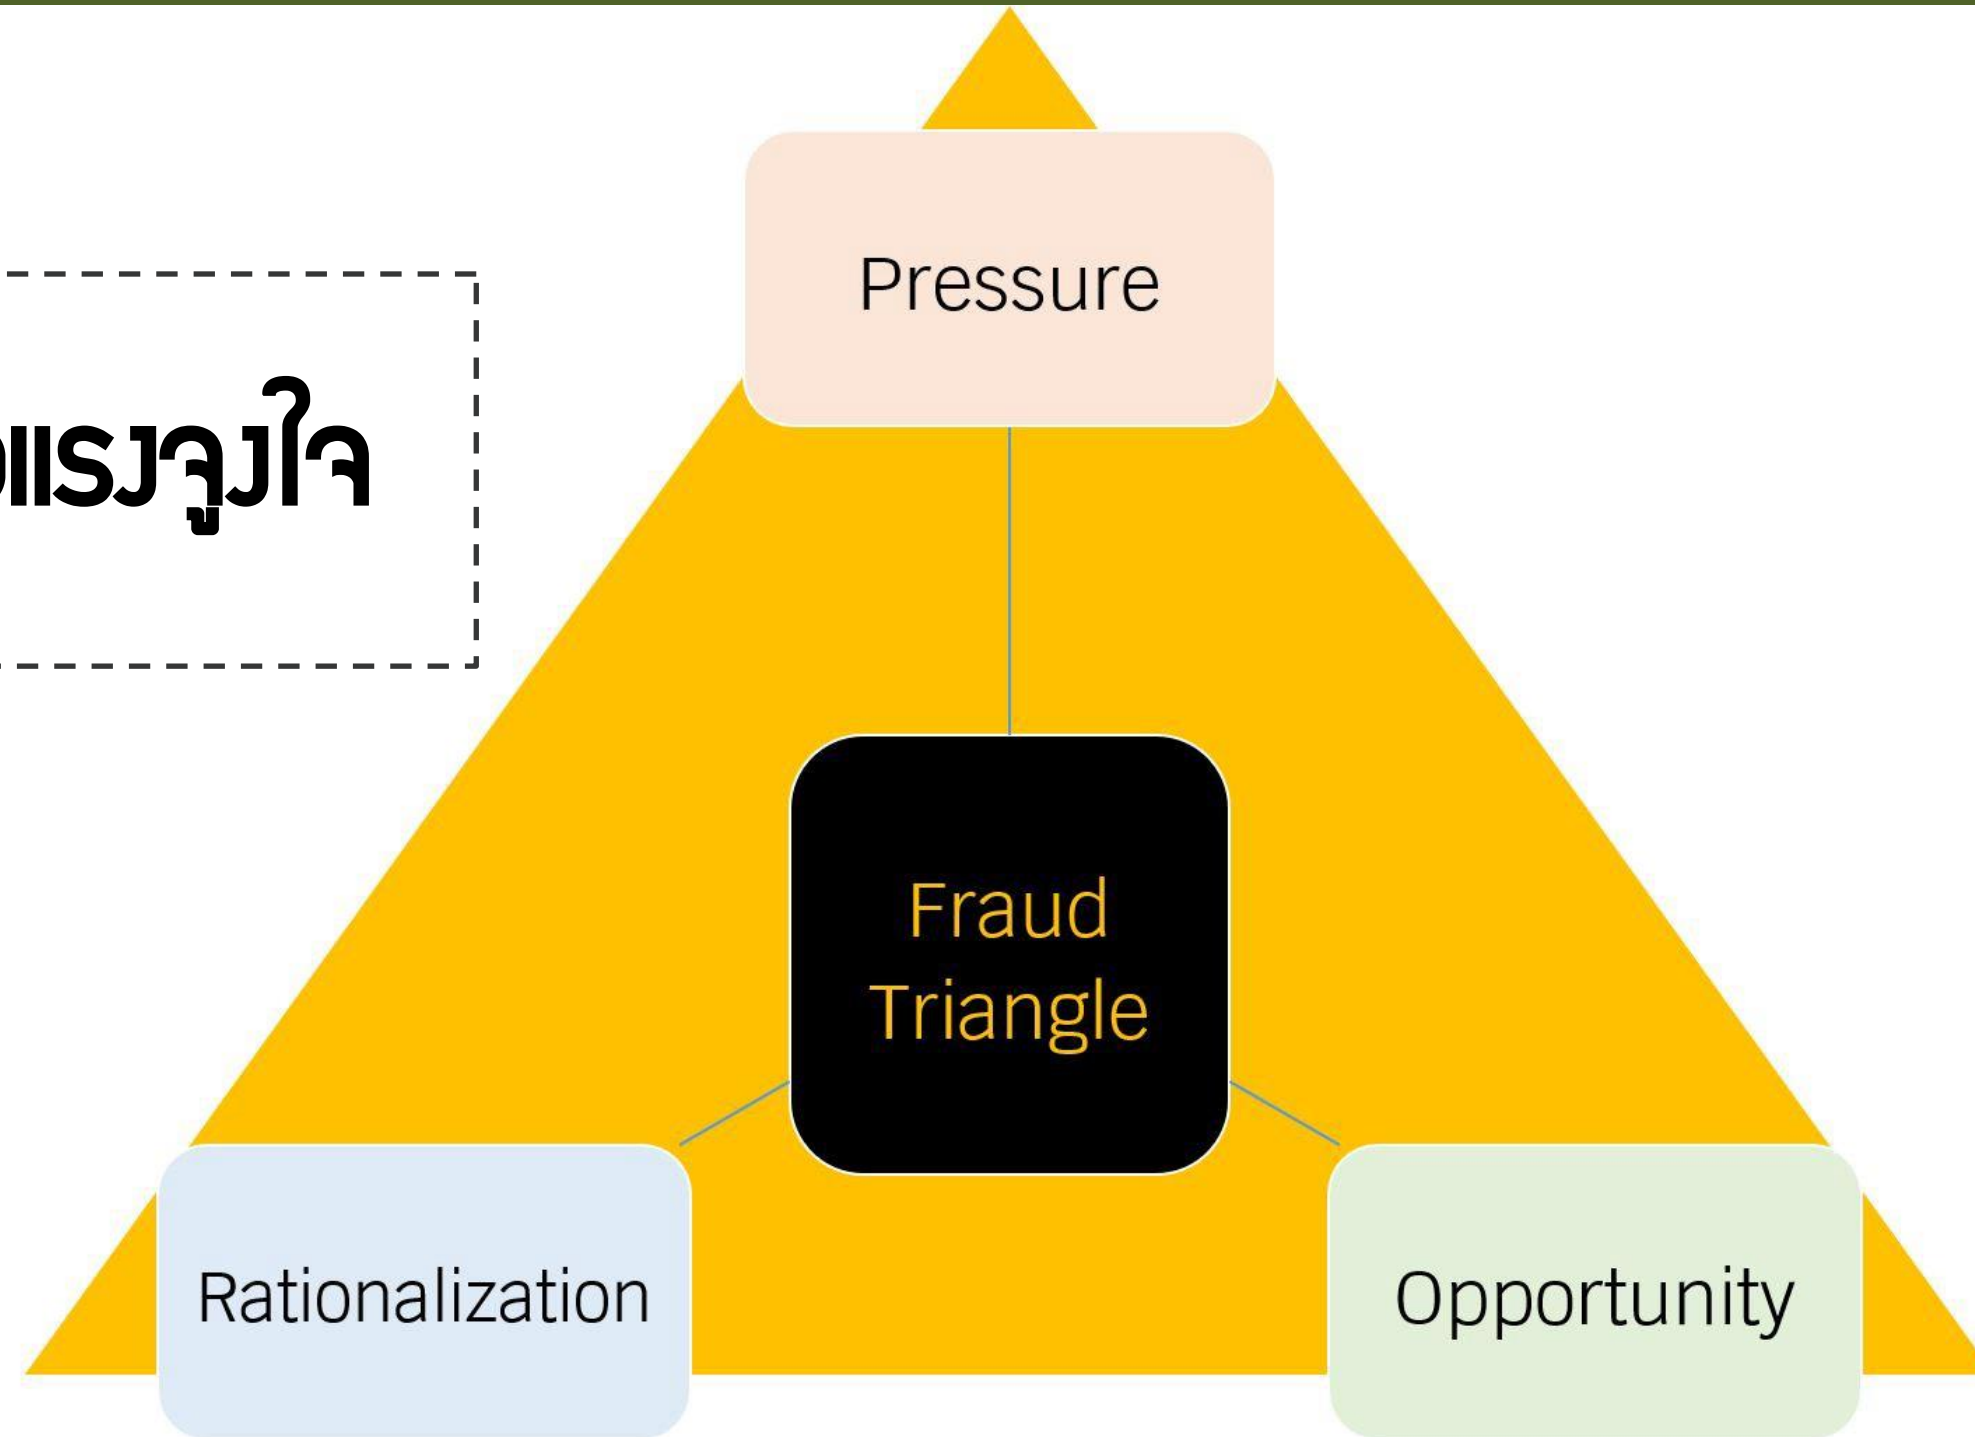 Pressure
แรงจูงใจ
Fraud
Triangle
Rationalization
Opportunity